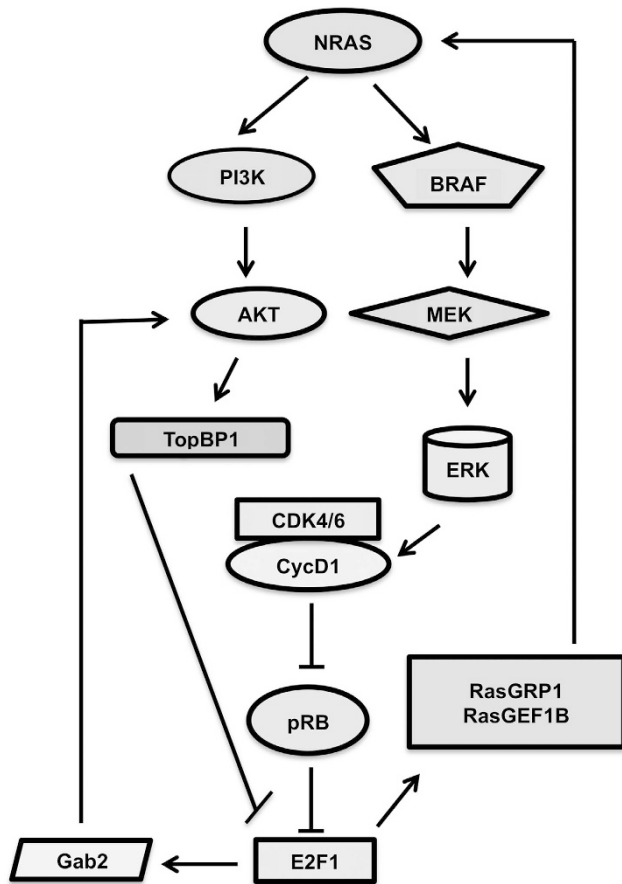 NRAS
PI3K
BRAF
AKT
MEK
TopBP1
ERK
CDK4/6
CycD1
RasGRP1
RasGEF1B
pRB
Gab2
E2F1